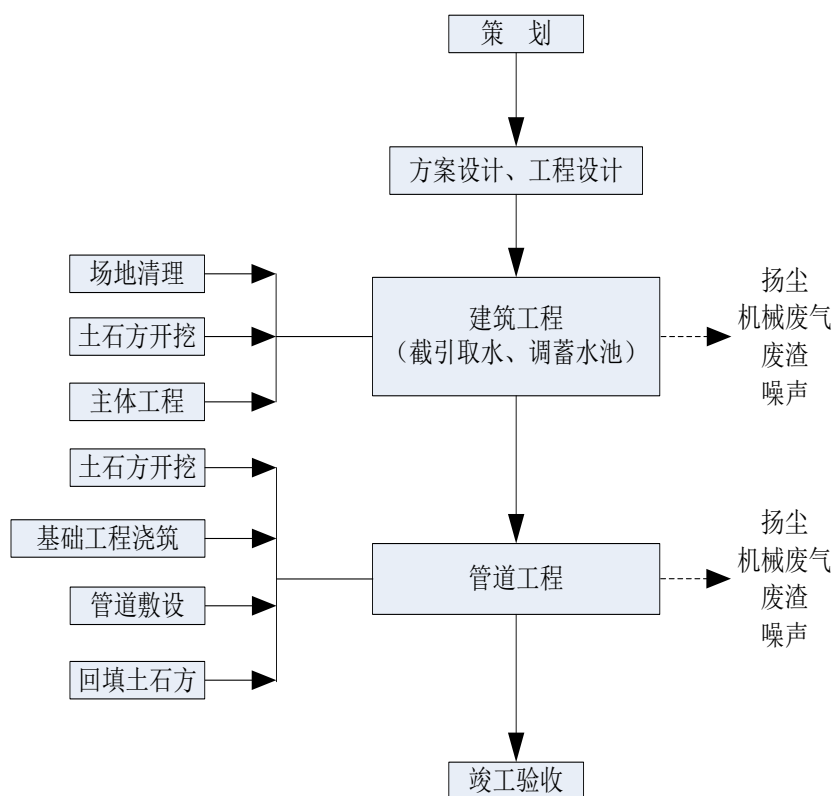 策 划
方案设计、工程设计
场地清理
土石方开挖
主体工程
建筑工程
（截引取水、调蓄水池）
扬尘
机械废气
废渣
噪声
土石方开挖
基础工程浇筑
管道敷设
回填土石方
管道工程
扬尘
机械废气
废渣
噪声
竣工验收